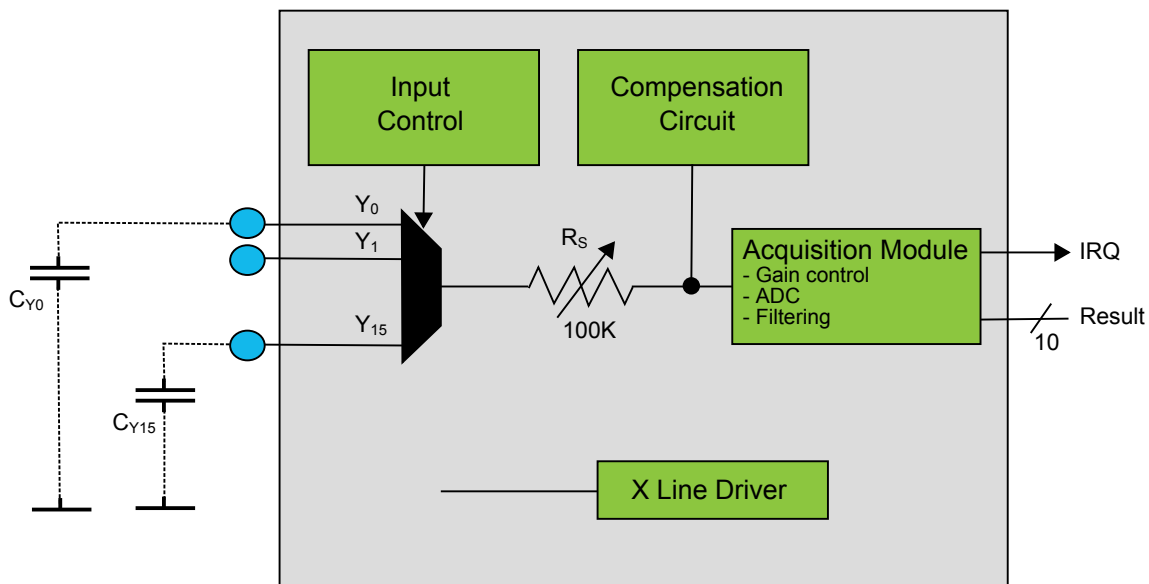 Input
Control
Compensation
Circuit
Y0
Y1
Y15
RS
100K
Acquisition Module
- Gain control
- ADC
- Filtering
IRQ
Result
10
CY0
CY15
X Line Driver